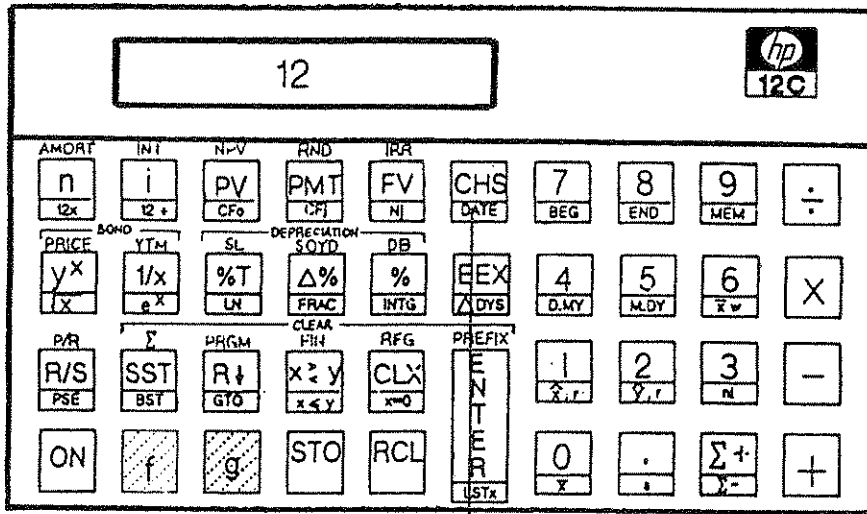 12
hp
12C
AMORT INT NPV RND IRR
n i PV PMT FV CHS 7 8 9 ÷
12x 12÷ CFo CFj Nj DATE BEG END MEM
BOND DEPRECIATION
PRICE YTM SL SOYD DB
y^x 1/x %T Δ% % EEX 4 5 6 X
√x e^x LN FRAC INTG ΔDYS D.MY M.DY x̄w
CLEAR
P/R Σ PRGM FIN REG PREFIX
R/S SST R↓ x≷y CLX ENTER 1 2 3 −
PSE BST GTO x≤y x=0 x̂,r ŷ,r n!
ON f g STO RCL 0 . Σ+ +
LSTx x̄ s Σ-